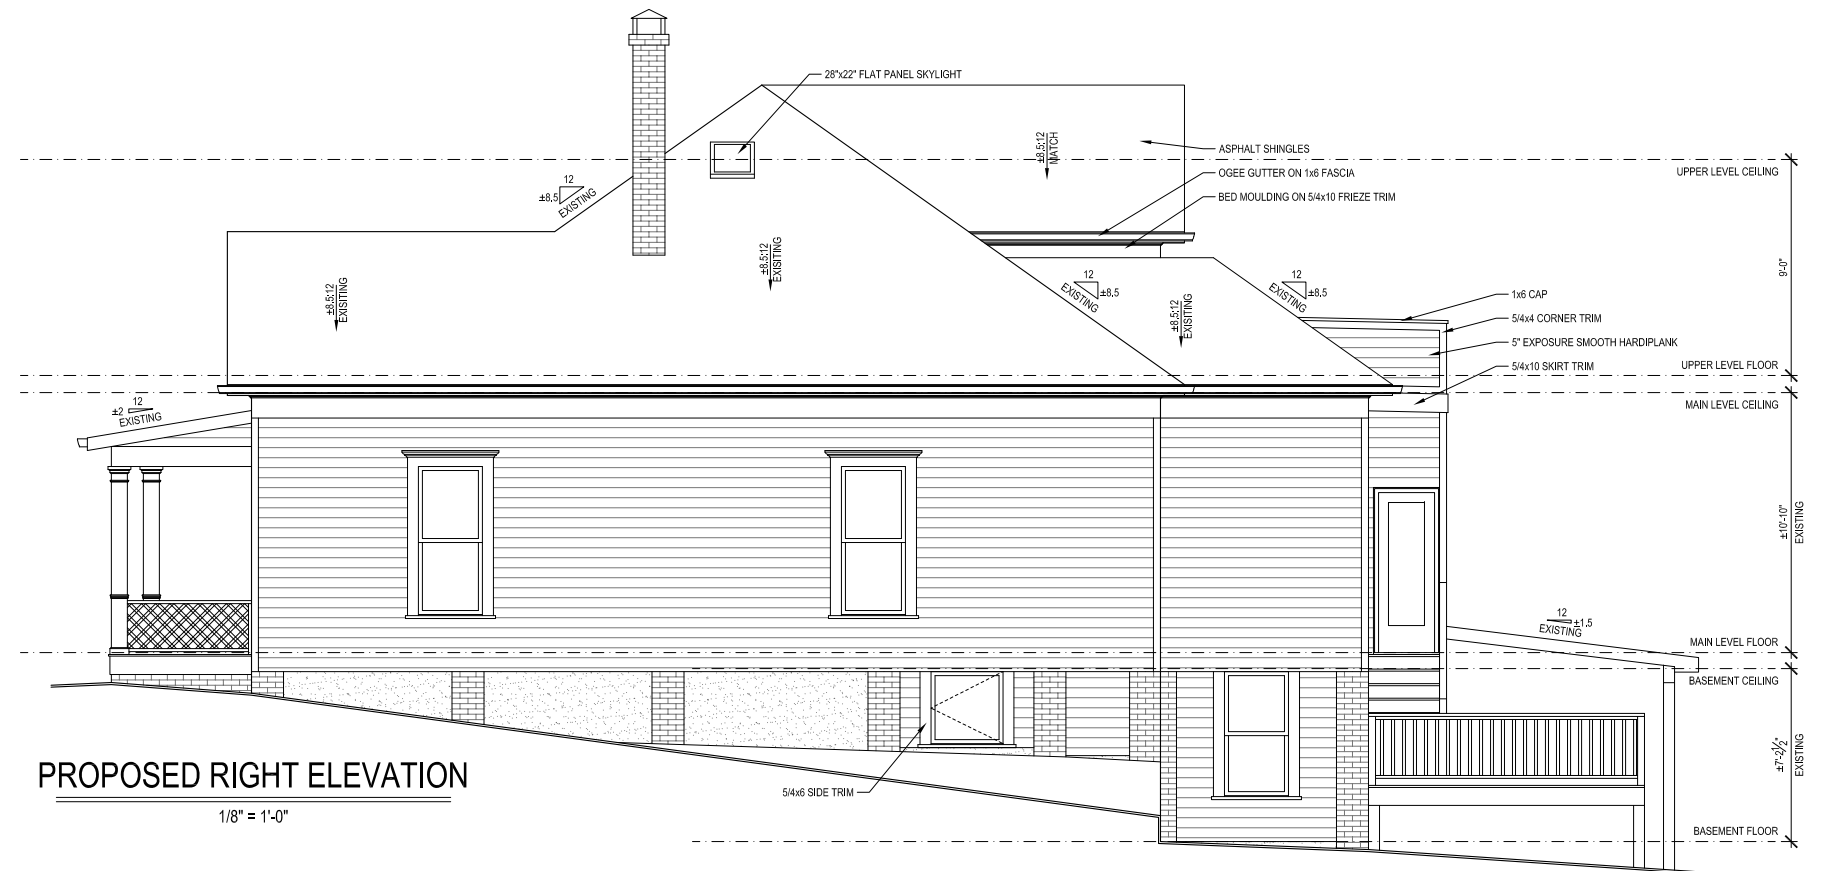 28"x22" FLAT PANEL SKYLIGHT
±8.5:12
MATCH
ASPHALT SHINGLES
OGEE GUTTER ON 1x6 FASCIA
BED MOULDING ON 5/4x10 FRIEZE TRIM
UPPER LEVEL CEILING
12
±8.5
EXISTING
±8.5:12
EXISITING
±8.5:12
EXISITING
12
±8.5
EXISTING
±8.5:12
EXISITING
12
±8.5
EXISTING
9'-0"
1x6 CAP
5/4x4 CORNER TRIM
5" EXPOSURE SMOOTH HARDIPLANK
5/4x10 SKIRT TRIM
UPPER LEVEL FLOOR
MAIN LEVEL CEILING
12
±2
EXISTING
±10'-10"
EXISTING
12
±1.5
EXISTING
MAIN LEVEL FLOOR
BASEMENT CEILING
±7'-2½"
EXISTING
5/4x6 SIDE TRIM
BASEMENT FLOOR
PROPOSED RIGHT ELEVATION
1/8" = 1'-0"